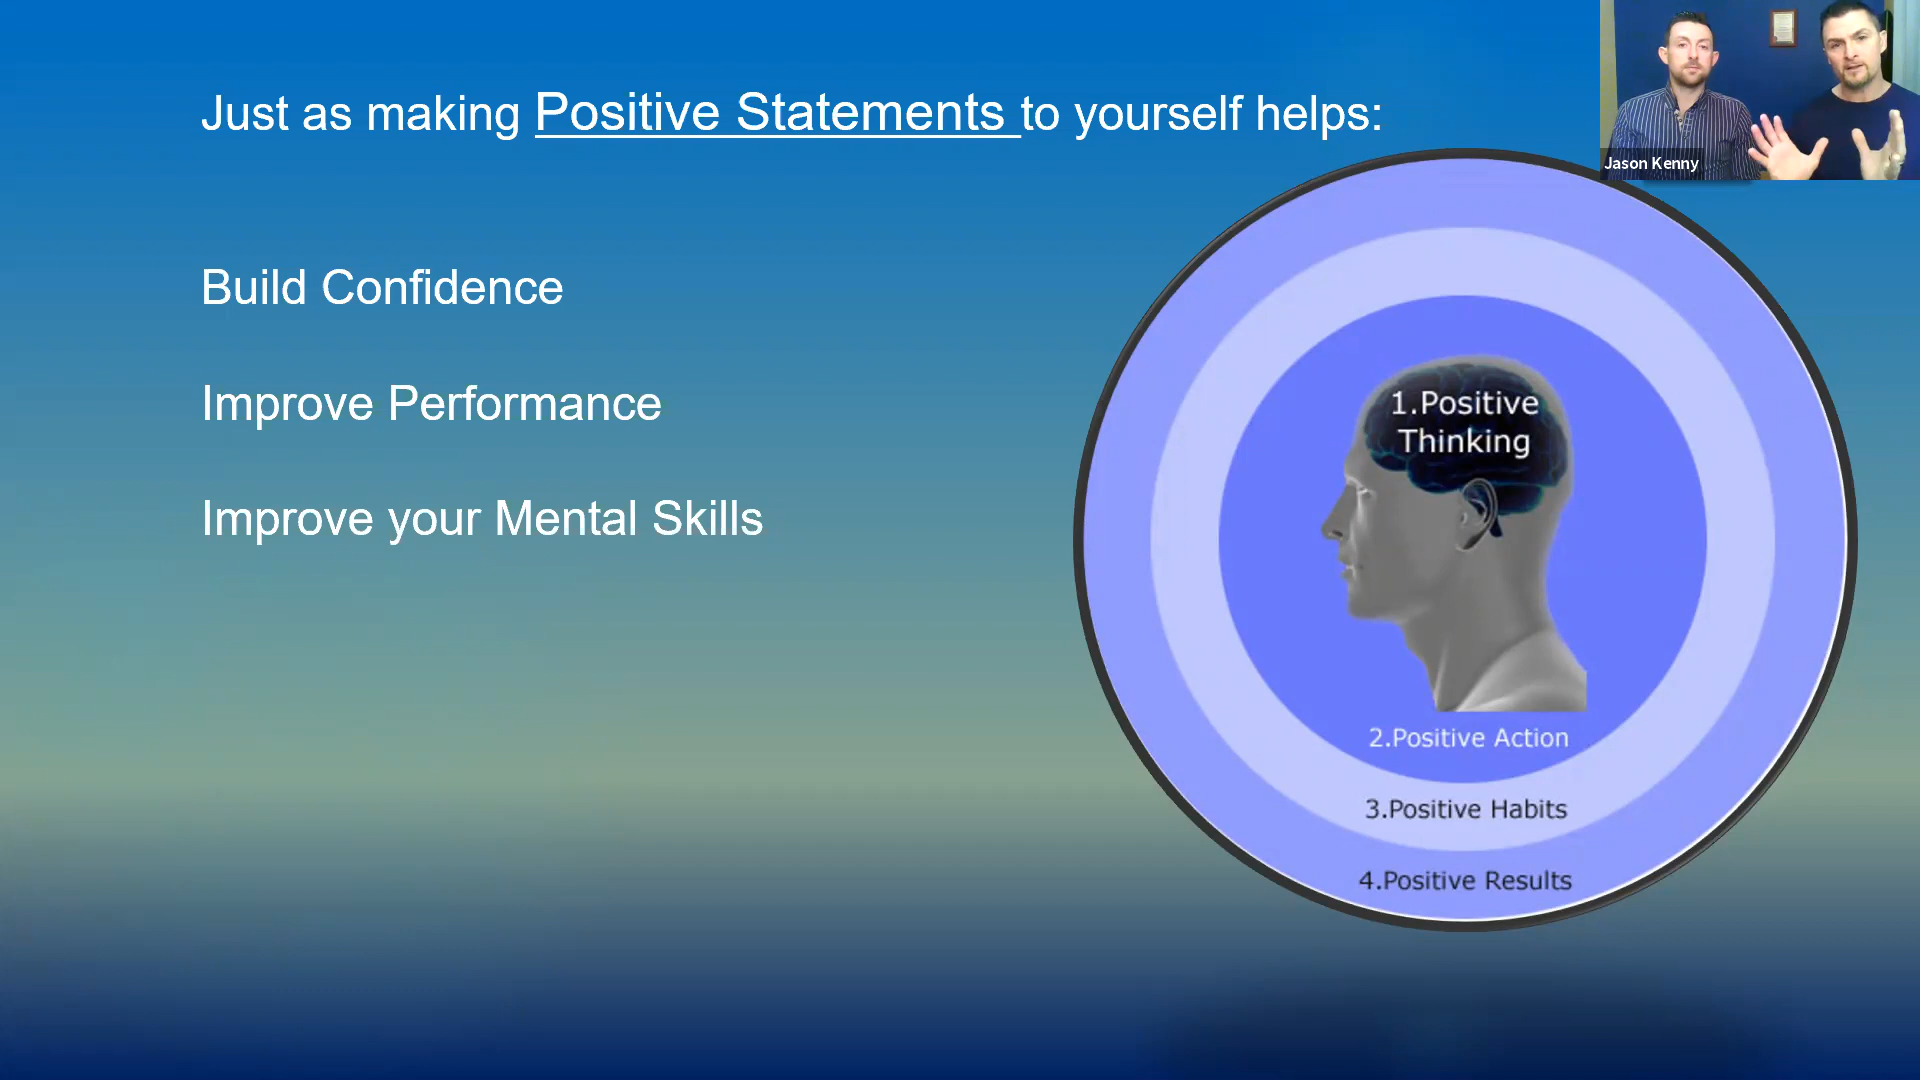 Just as making Positive Statements to yourself helps:
Jason Kenny
Build Confidence
Improve Performance
Improve your Mental Skills
1.Positive
Thinking
2.Positive Action
3.Positive Habits
4.Positive Results